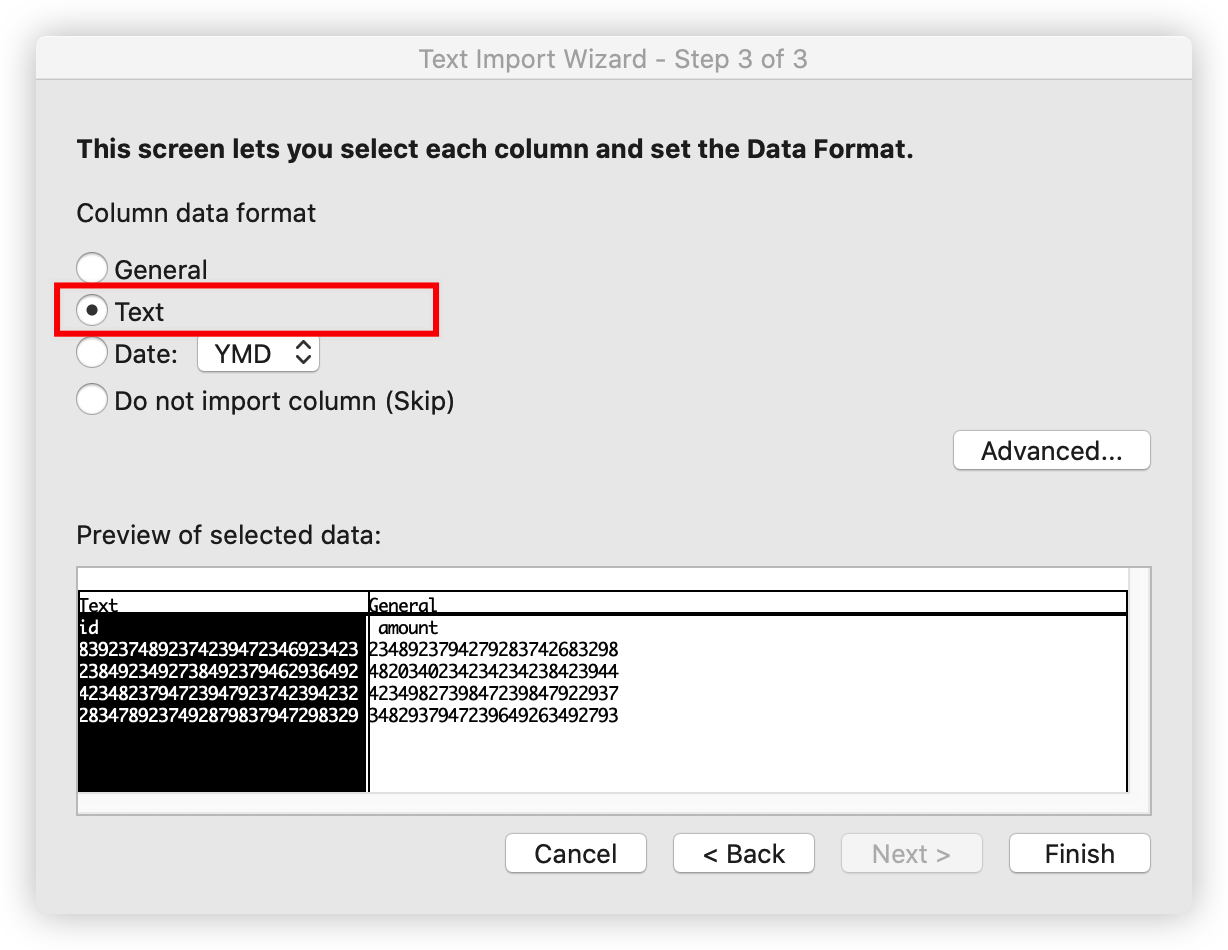 Text Import Wizard - Step 3 of 3
This screen lets you select each column and set the Data Format.
Column data format
General
Text
Date: YMD
Do not import column (Skip)
Advanced...
Preview of selected data:
Text General
id amount
8392374892374239472346923423 2348923794279283742683298
2384923492738492379462936492 4820340234234234238423944
4234823794723947923742394232 4234982739847239847922937
2834789237492879837947298329 3482937947239649263492793
Cancel < Back Next > Finish